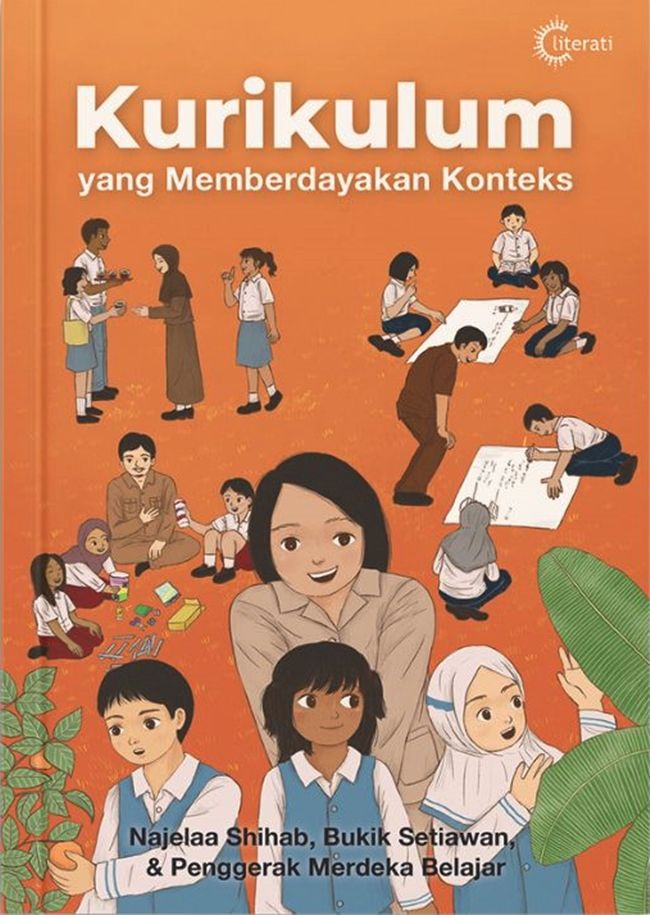 literati
Kurikulum
yang Memberdayakan Konteks
Najelaa Shihab, Bukik Setiawan,
& Penggerak Merdeka Belajar